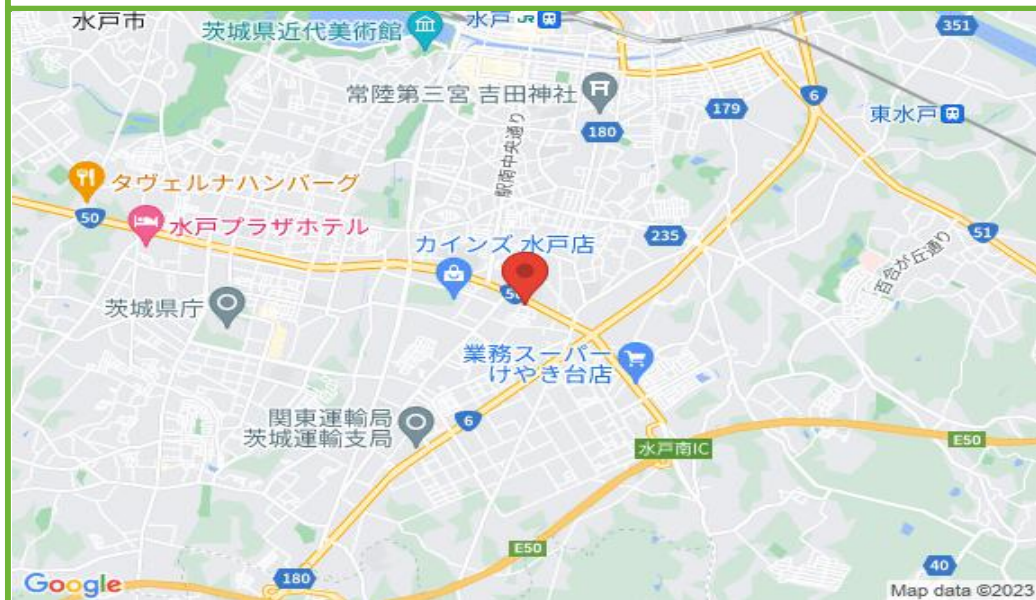 水戸市
茨城県近代美術館
水戸 JR
351
常陸第三宮 吉田神社
駅南中央通り
180
179
6
東水戸
タヴェルナハンバーグ
50
水戸プラザホテル
カインズ 水戸店
235
51
百合が丘通り
50
茨城県庁
業務スーパー
けやき台店
関東運輸局
茨城運輸支局
6
水戸南IC
E50
E50
180
40
Google
Map data ©2023